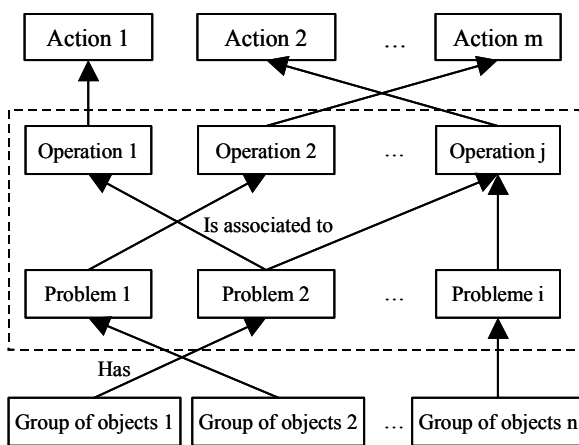 Action 1 Action 2 ... Action m
Operation 1 Operation 2 ... Operation j
Is associated to
Problem 1 Problem 2 ... Probleme i
Has
Group of objects 1 Group of objects 2 ... Group of objects n